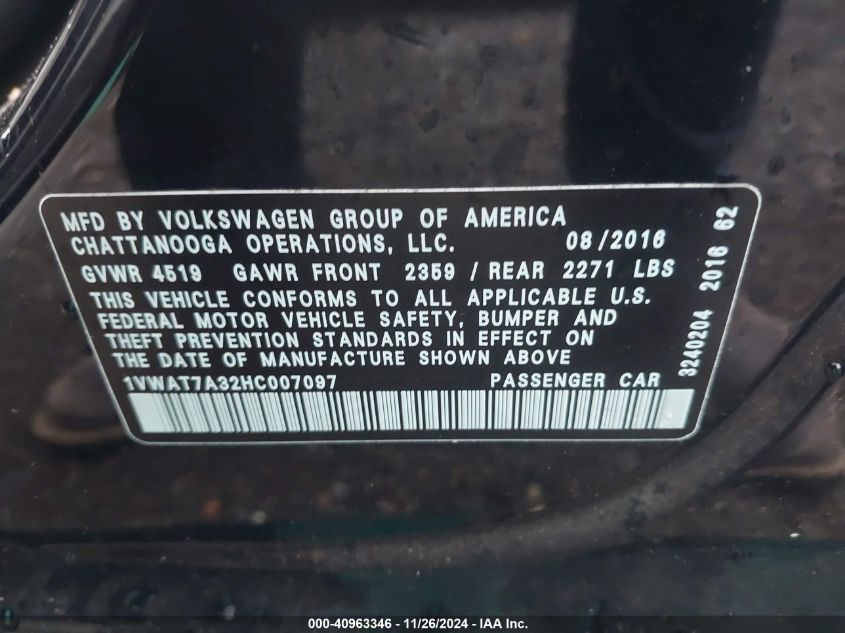 MFD BY VOLKSWAGEN GROUP OF AMERICA
CHATTANOOGA OPERATIONS, LLC. 08/2016
GVWR 4519 GAWR FRONT 2359 / REAR 2271 LBS
THIS VEHICLE CONFORMS TO ALL APPLICABLE U.S.
FEDERAL MOTOR VEHICLE SAFETY, BUMPER AND
THEFT PREVENTION STANDARDS IN EFFECT ON
THE DATE OF MANUFACTURE SHOWN ABOVE
1VWAT7A32HC007097 PASSENGER CAR
3240204 2016 62
000-40963346 - 11/26/2024 - IAA Inc.